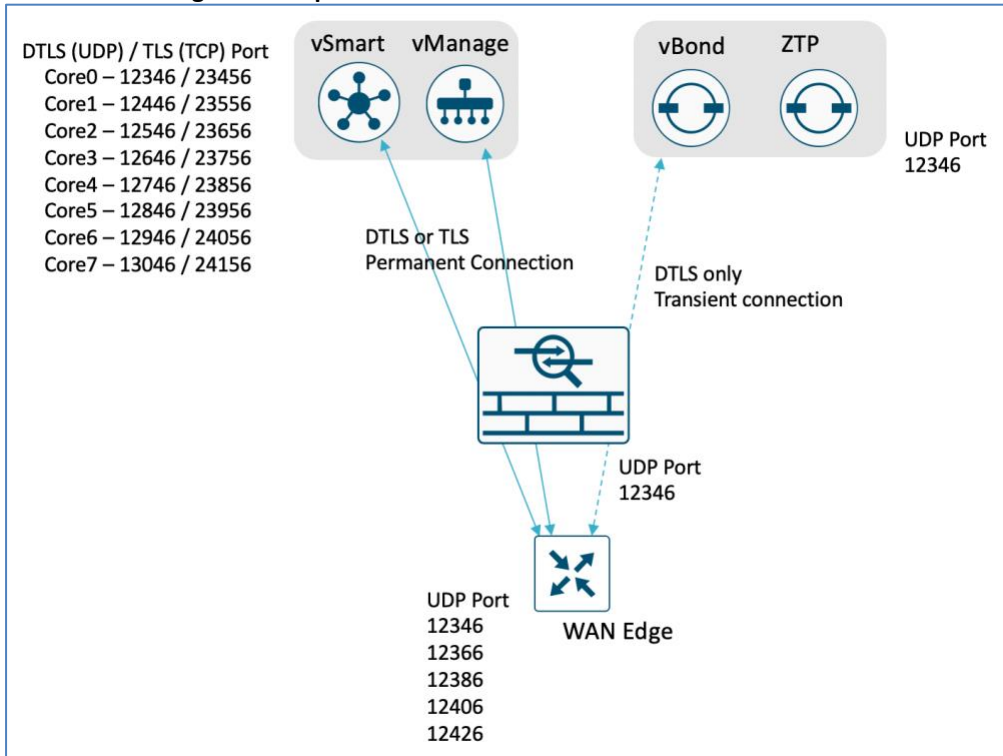 DTLS (UDP) / TLS (TCP) Port
Core0 – 12346 / 23456
Core1 – 12446 / 23556
Core2 – 12546 / 23656
Core3 – 12646 / 23756
Core4 – 12746 / 23856
Core5 – 12846 / 23956
Core6 – 12946 / 24056
Core7 – 13046 / 24156
vSmart
vManage
vBond
ZTP
UDP Port
12346
DTLS or TLS
Permanent Connection
DTLS only
Transient connection
UDP Port
12346
UDP Port
12346
12366
12386
12406
12426
WAN Edge